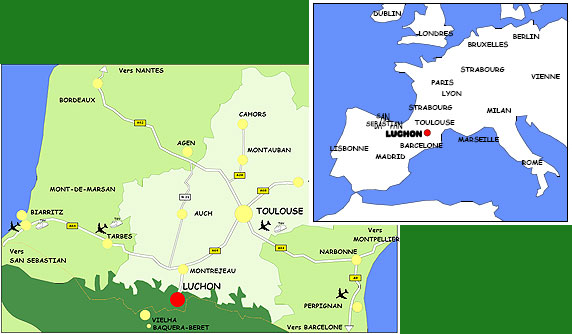 DUBLIN
LONDRES
BERLIN
BRUXELLES
STRABOURG
VIENNE
PARIS
LYON
STRABOURG
MILAN
SAN
SEBASTIAN
TOULOUSE
LUCHON
MARSEILLE
LISBONNE
BARCELONE
MADRID
ROME
Vers NANTES
BORDEAUX
CAHORS
AGEN
MONTAUBAN
MONT-DE-MARSAN
BIARRITZ
AUCH
TOULOUSE
TARBES
Vers
SAN SEBASTIAN
Vers
MONTPELLIER
NARBONNE
MONTREJEAU
LUCHON
PERPIGNAN
VIELHA
BAQUERA-BERET
Vers BARCELONE